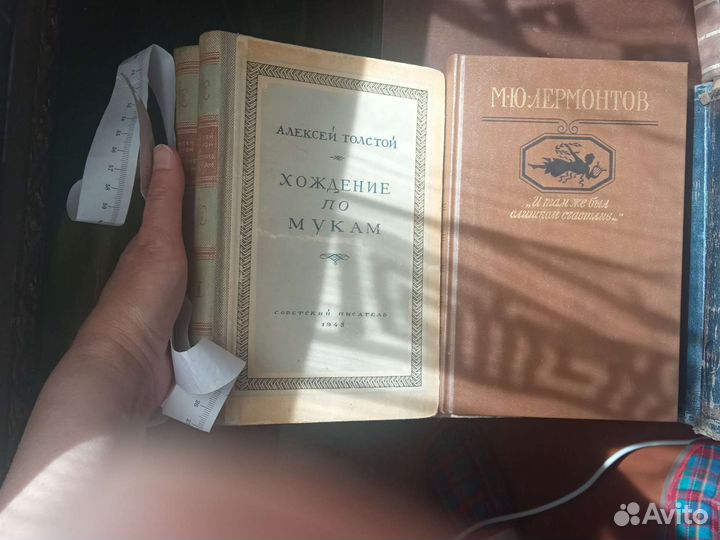 АЛЕКСЕЙ ТОЛСТОЙ
ХОЖДЕНИЕ
ПО
МУКАМ
СОВЕТСКИЙ ПИСАТЕЛЬ
1948
М·Ю·ЛЕРМОНТОВ
„И там же был
слишком счастлив..."
Avito